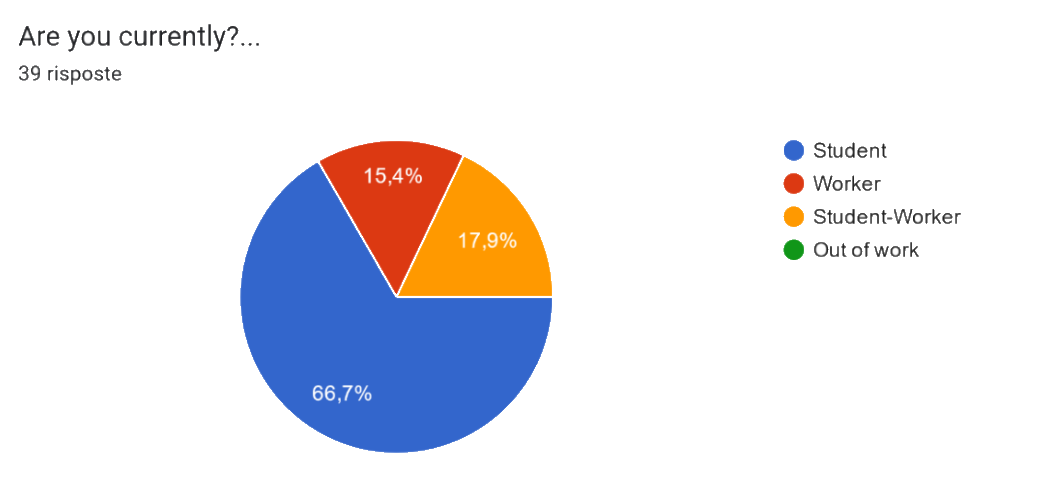 Are you currently?...
39 risposte
15,4%
17,9%
66,7%
Student
Worker
Student-Worker
Out of work